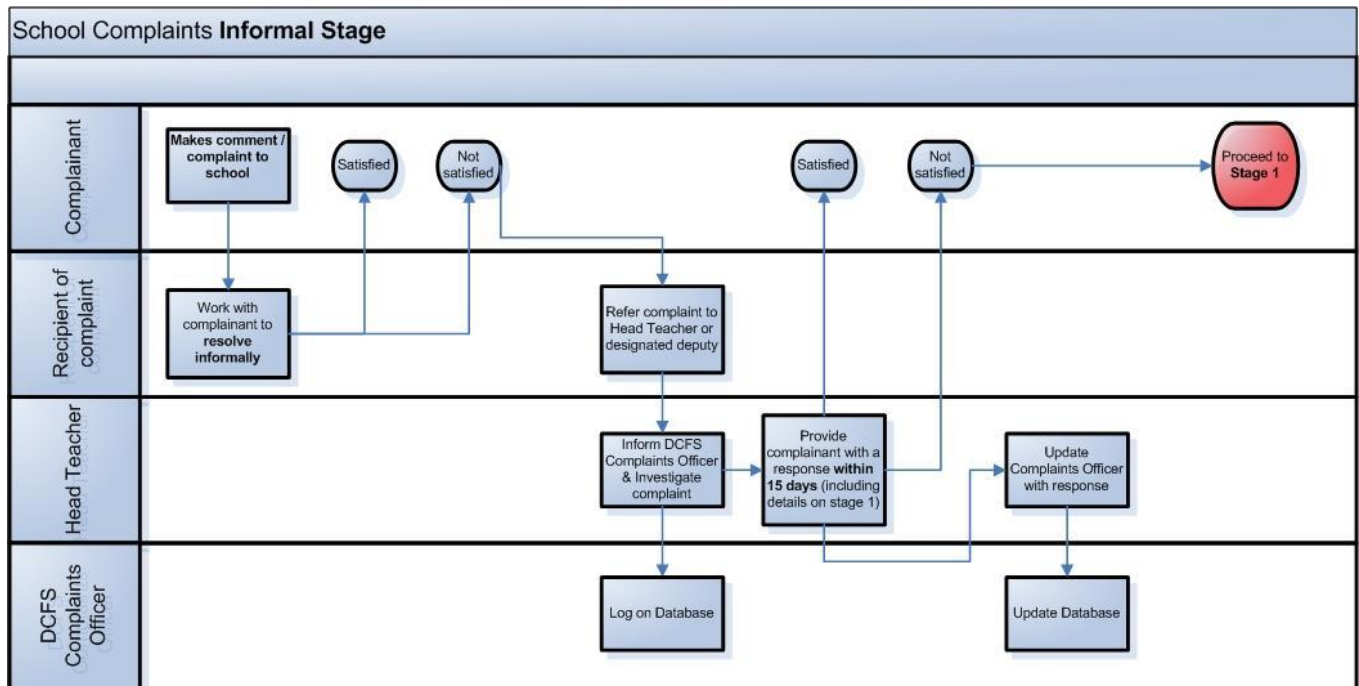 School Complaints Informal Stage
Complainant
Makes comment /
complaint to
school
Satisfied
Not
satisfied
Satisfied
Not
satisfied
Proceed to
Stage 1
Recipient of
complaint
Work with
complainant to
resolve
informally
Refer complaint to
Head Teacher or
designated deputy
Head Teacher
Inform DCFS
Complaints Officer
& Investigate
complaint
Provide
complainant with a
response within
15 days (including
details on stage 1)
Update
Complaints Officer
with response
DCFS
Complaints
Officer
Log on Database
Update Database